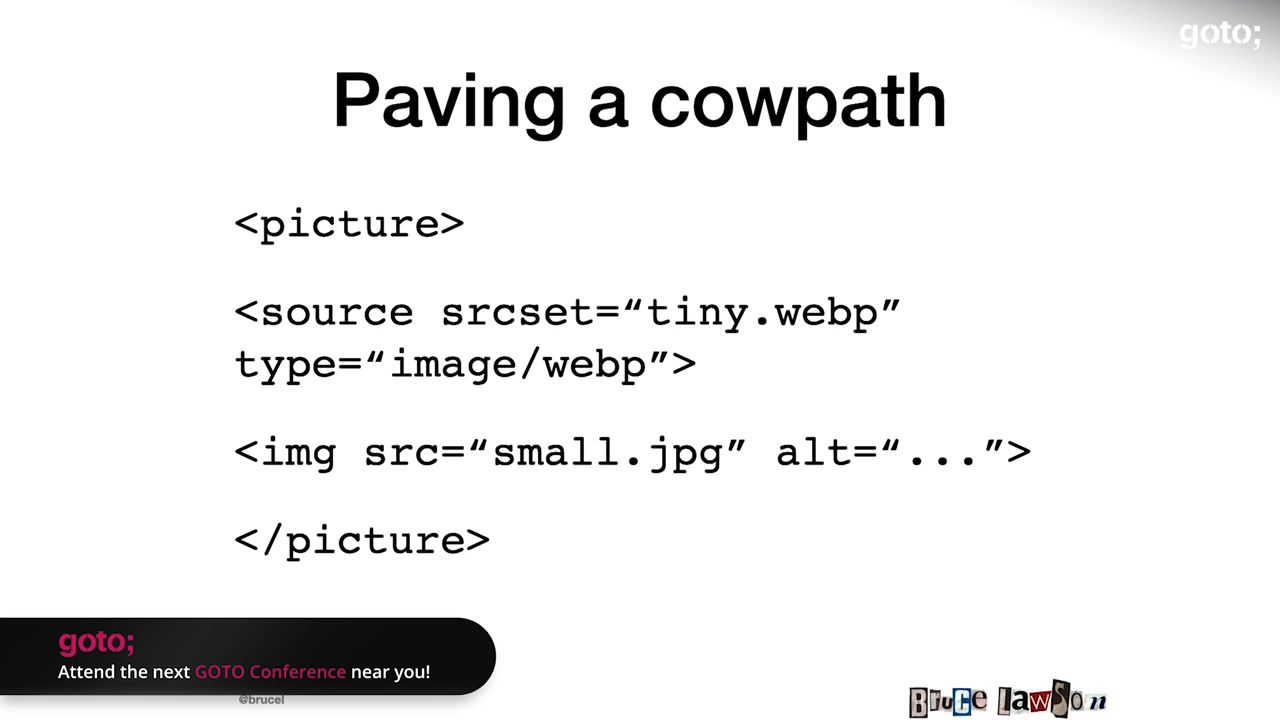 goto;
Paving a cowpath
<picture>
<source srcset=“tiny.webp”
type=“image/webp”>
<img src=“small.jpg” alt=“...”>
</picture>
goto;
Attend the next GOTO Conference near you!
@brucel
BruCe lawSon